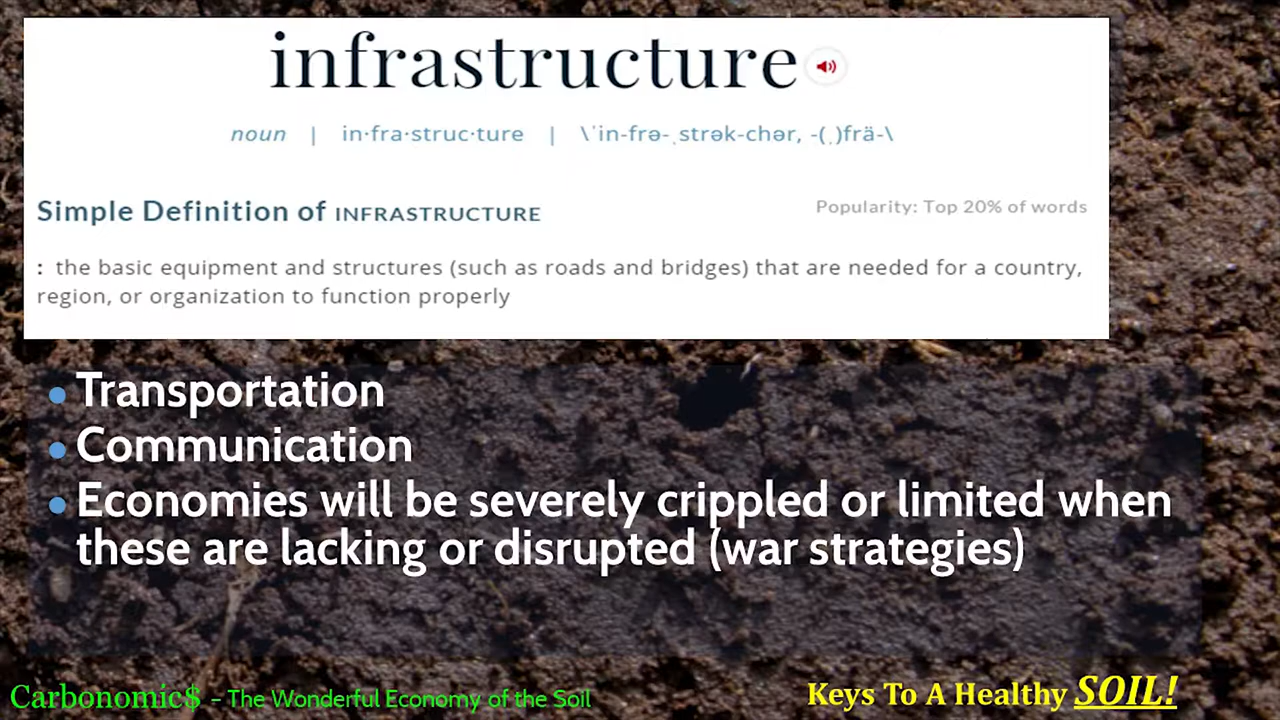 infrastructure
noun | in·fra·struc·ture | \ˈin-frə-ˌstrək-chər, -(ˌ)frä-\
Simple Definition of INFRASTRUCTURE
Popularity: Top 20% of words
: the basic equipment and structures (such as roads and bridges) that are needed for a country,
region, or organization to function properly
• Transportation
• Communication
• Economies will be severely crippled or limited when
these are lacking or disrupted (war strategies)
Carbonomic$ – The Wonderful Economy of the Soil
Keys To A Healthy SOIL!